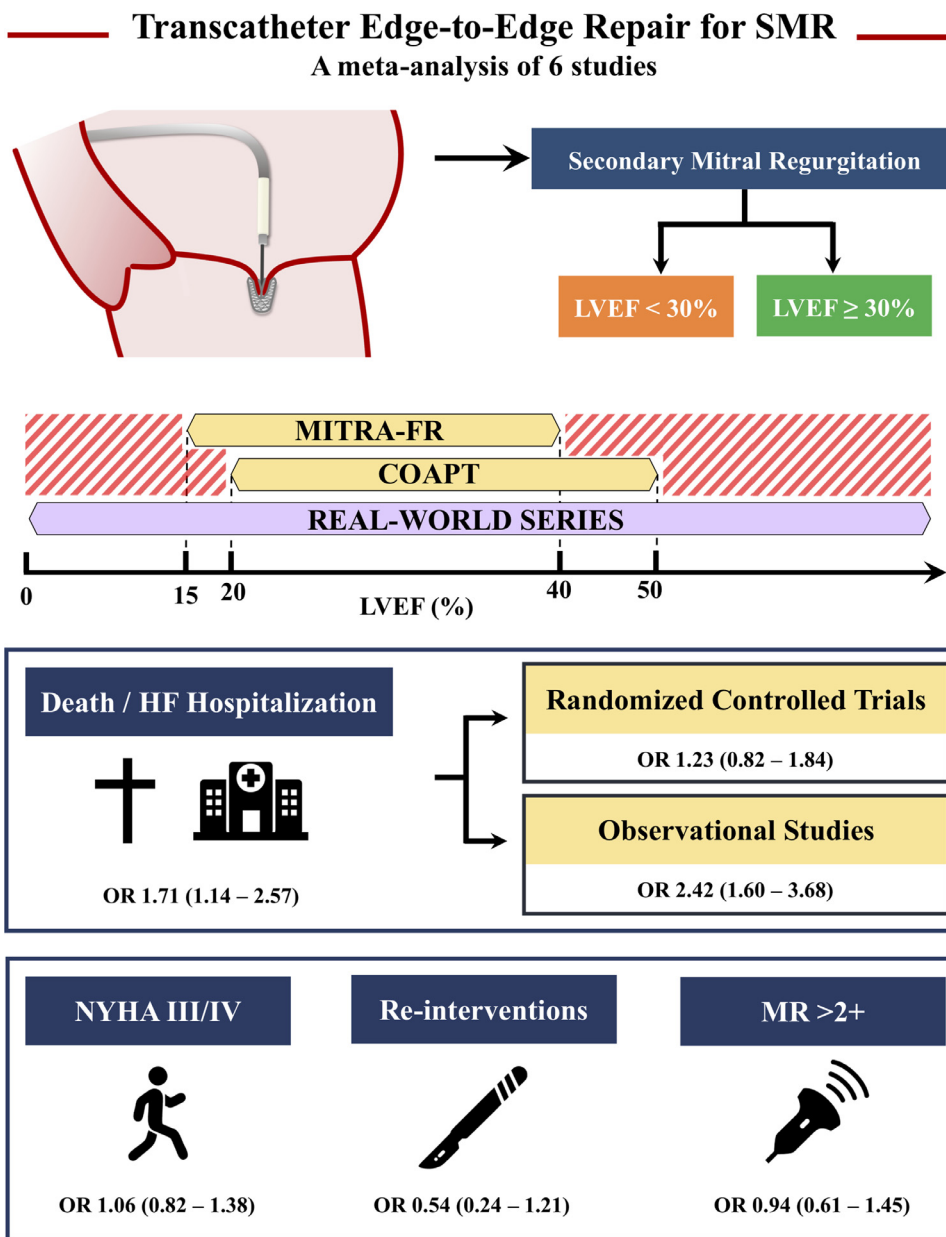 Transcatheter Edge-to-Edge Repair for SMR
A meta-analysis of 6 studies
Secondary Mitral Regurgitation
LVEF < 30%
LVEF ≥ 30%
MITRA-FR
COAPT
REAL-WORLD SERIES
0
15
20
40
50
LVEF (%)
Death / HF Hospitalization
OR 1.71 (1.14 – 2.57)
Randomized Controlled Trials
OR 1.23 (0.82 – 1.84)
Observational Studies
OR 2.42 (1.60 – 3.68)
NYHA III/IV
OR 1.06 (0.82 – 1.38)
Re-interventions
OR 0.54 (0.24 – 1.21)
MR >2+
OR 0.94 (0.61 – 1.45)